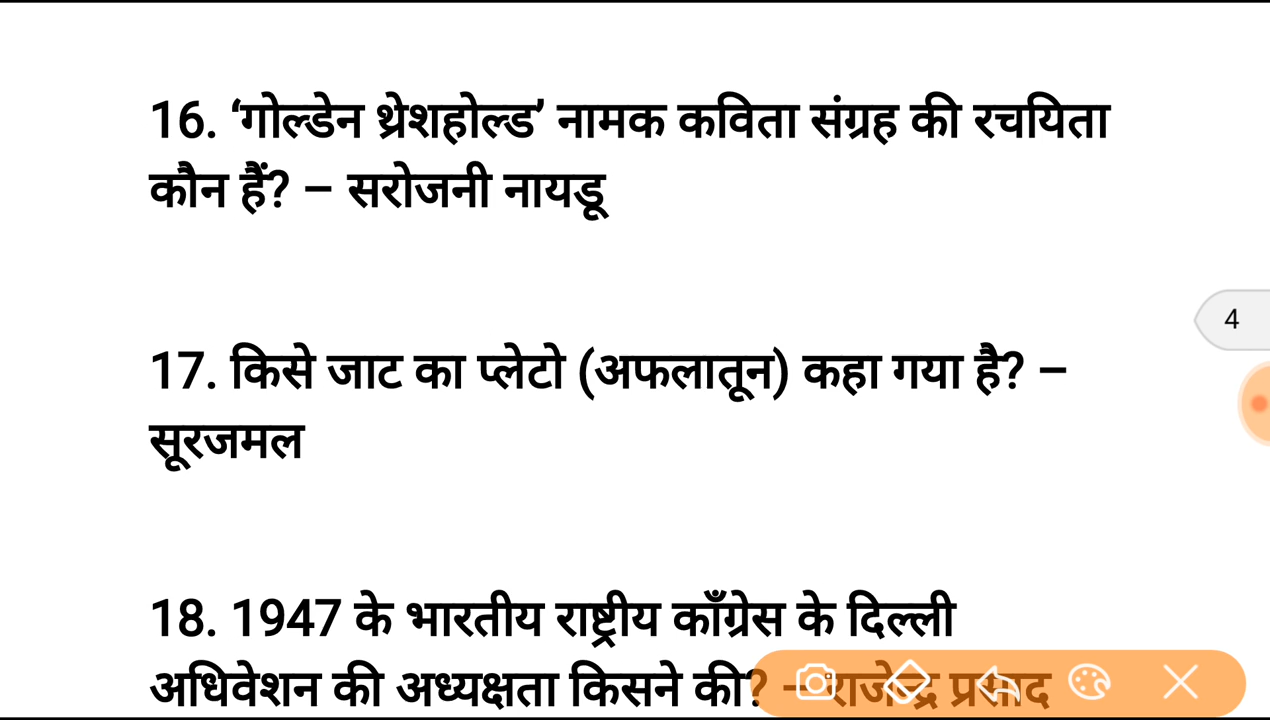 16. ‘गोल्डेन थ्रेशहोल्ड’ नामक कविता संग्रह की रचयिता
कौन हैं? – सरोजनी नायडू
17. किसे जाट का प्लेटो (अफलातून) कहा गया है? –
सूरजमल
4
18. 1947 के भारतीय राष्ट्रीय काँग्रेस के दिल्ली
अधिवेशन की अध्यक्षता किसने की? – राजेन्द्र प्रसाद